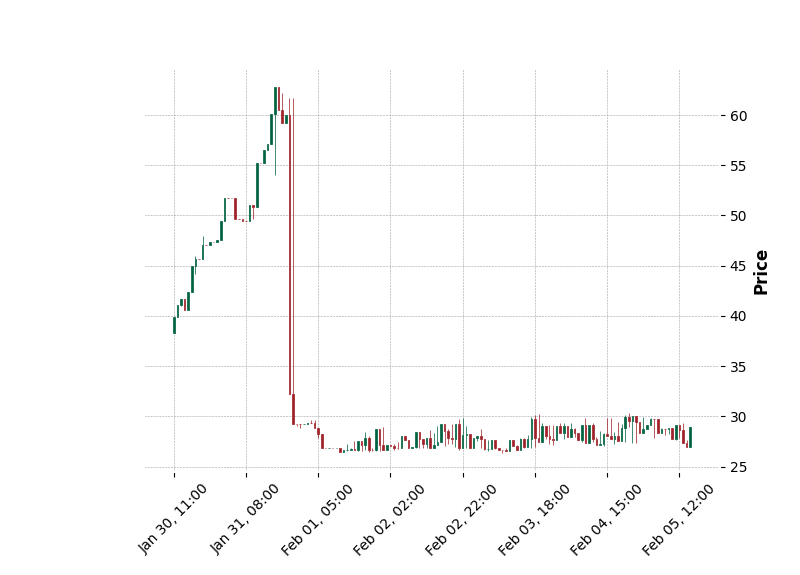 60
55
50
45
40
35
30
25
Price
Jan 30, 11:00
Jan 31, 08:00
Feb 01, 05:00
Feb 02, 02:00
Feb 02, 22:00
Feb 03, 18:00
Feb 04, 15:00
Feb 05, 12:00